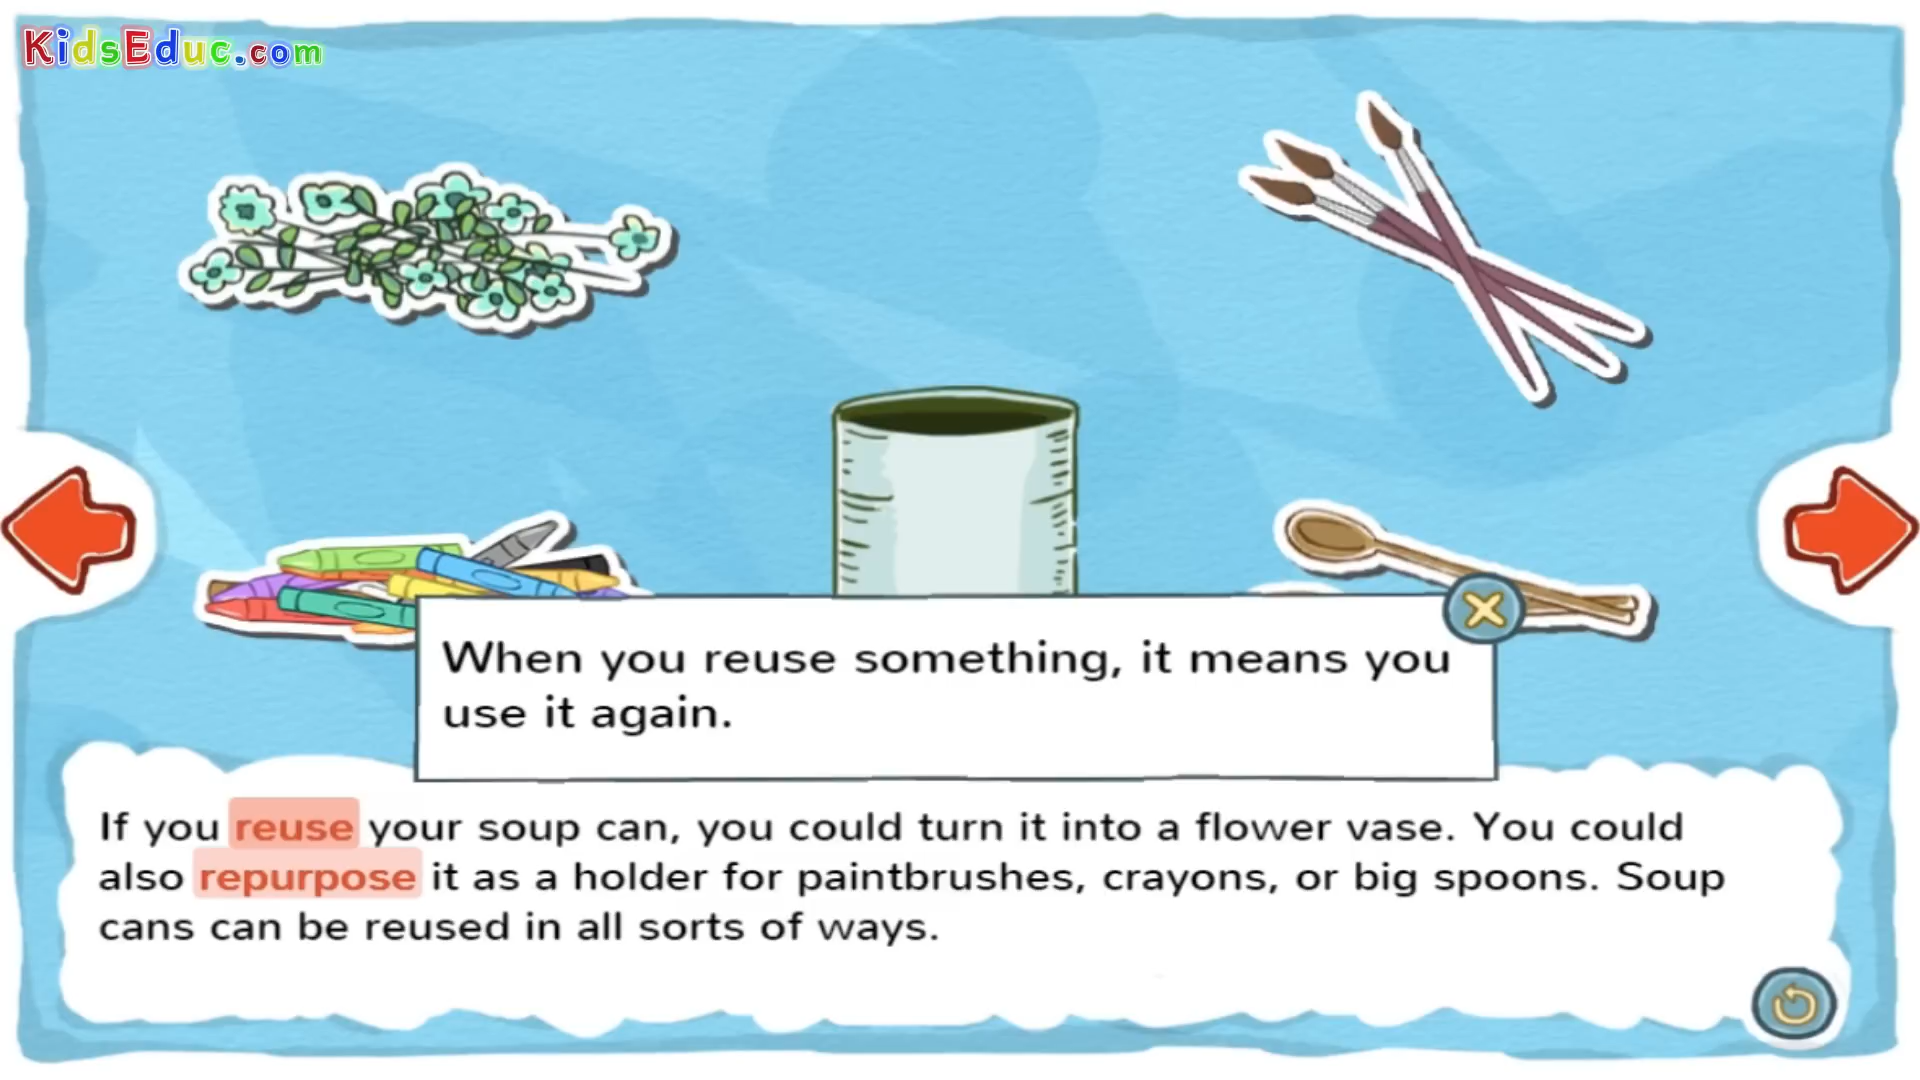 KidsEduc.com
When you reuse something, it means you
use it again.
If you reuse your soup can, you could turn it into a flower vase. You could
also repurpose it as a holder for paintbrushes, crayons, or big spoons. Soup
cans can be reused in all sorts of ways.